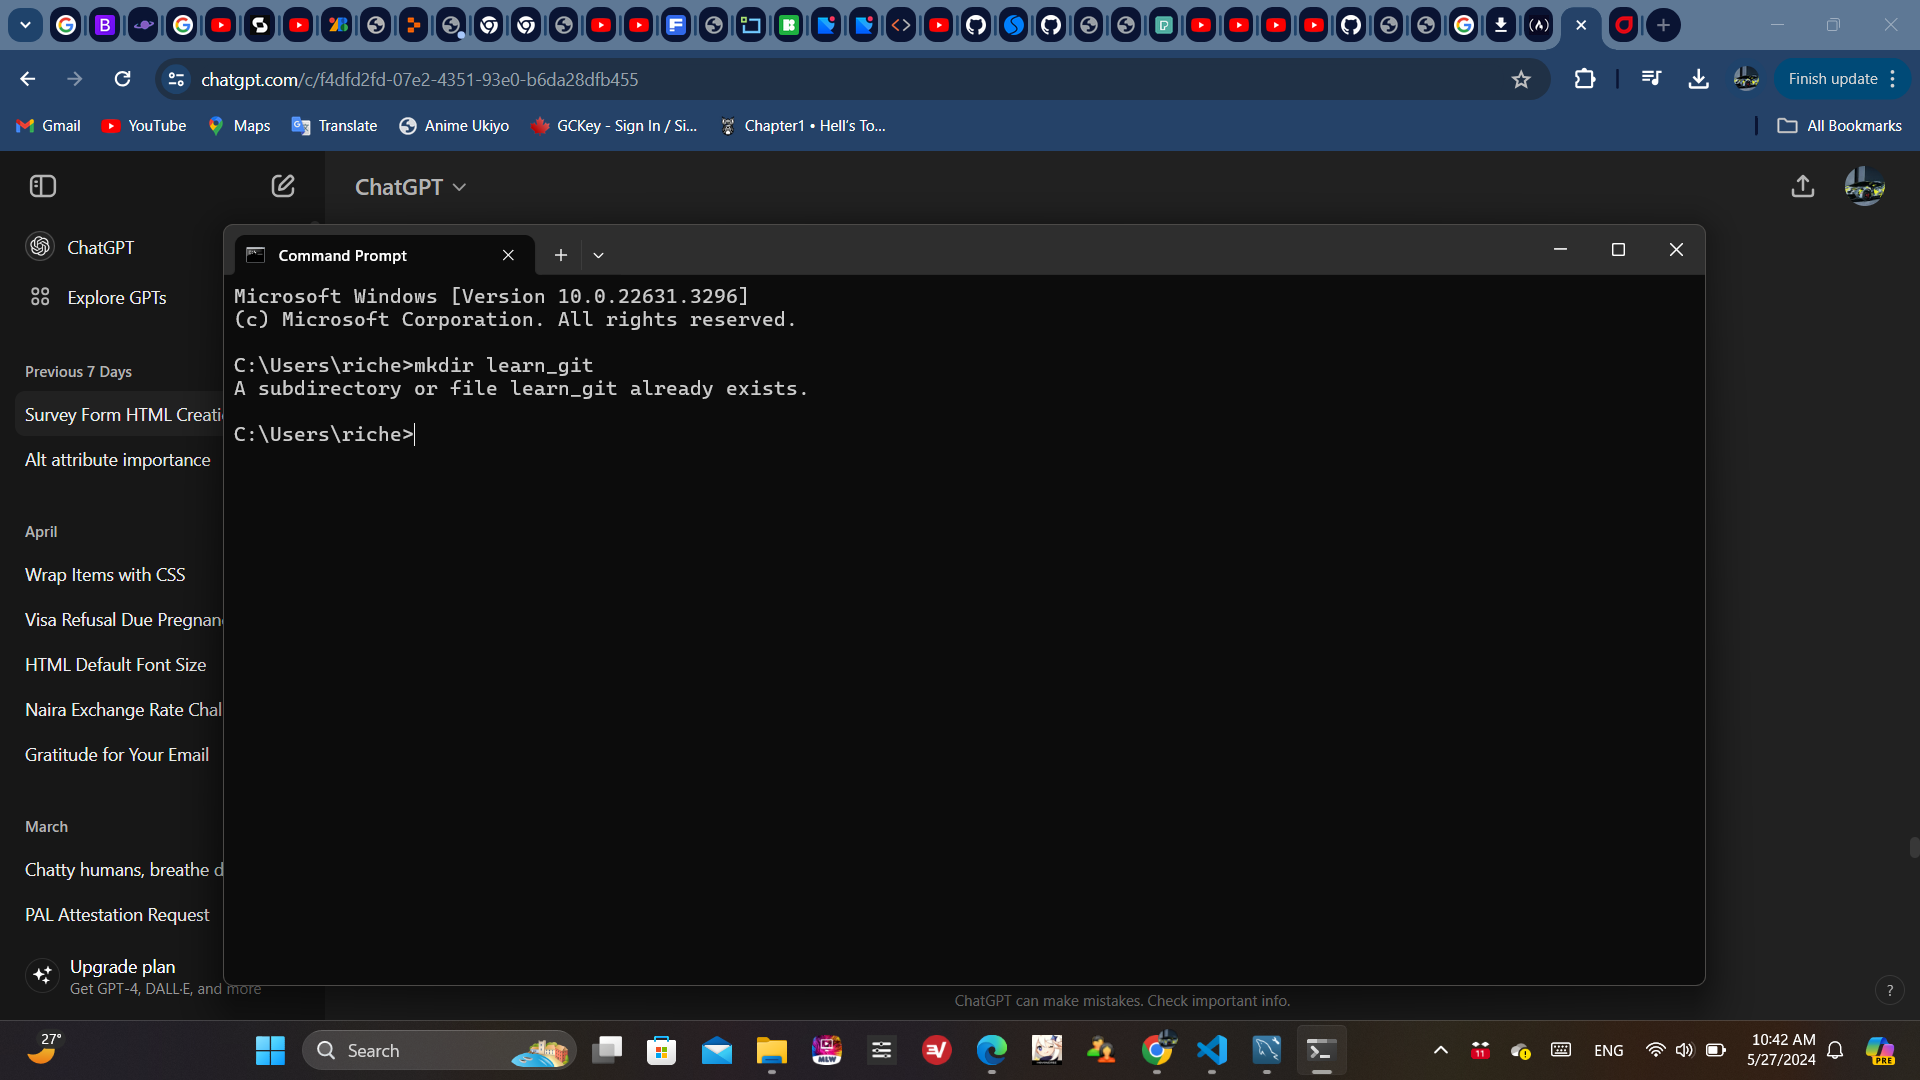 chatgpt.com/c/f4dfd2fd-07e2-4351-93e0-b6da28dfb455
Finish update
Gmail
YouTube
Maps
Translate
Anime Ukiyo
GCKey - Sign In / Si...
Chapter1 • Hell's To...
All Bookmarks
ChatGPT
ChatGPT
Explore GPTs
Previous 7 Days
Survey Form HTML Creati
Alt attribute importance
April
Wrap Items with CSS
Visa Refusal Due Pregnan
HTML Default Font Size
Naira Exchange Rate Chal
Gratitude for Your Email
March
Chatty humans, breathe d
PAL Attestation Request
Upgrade plan
Get GPT-4, DALL·E, and more
Command Prompt
Microsoft Windows [Version 10.0.22631.3296]
(c) Microsoft Corporation. All rights reserved.
C:\Users\riche>mkdir learn_git
A subdirectory or file learn_git already exists.
C:\Users\riche>
ChatGPT can make mistakes. Check important info.
?
27°
Search
MLW
11
ENG
10:42 AM
5/27/2024
PRE